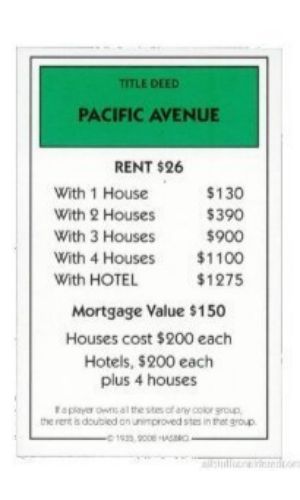 TITLE DEED
PACIFIC AVENUE
RENT $26
With 1 House $130
With 2 Houses $390
With 3 Houses $900
With 4 Houses $1100
With HOTEL $1275
Mortgage Value $150
Houses cost $200 each
Hotels, $200 each
plus 4 houses
If a player owns all the sites of any color group,
the rent is doubled on unimproved sites in that group.
© 1935, 2008 HASBRO